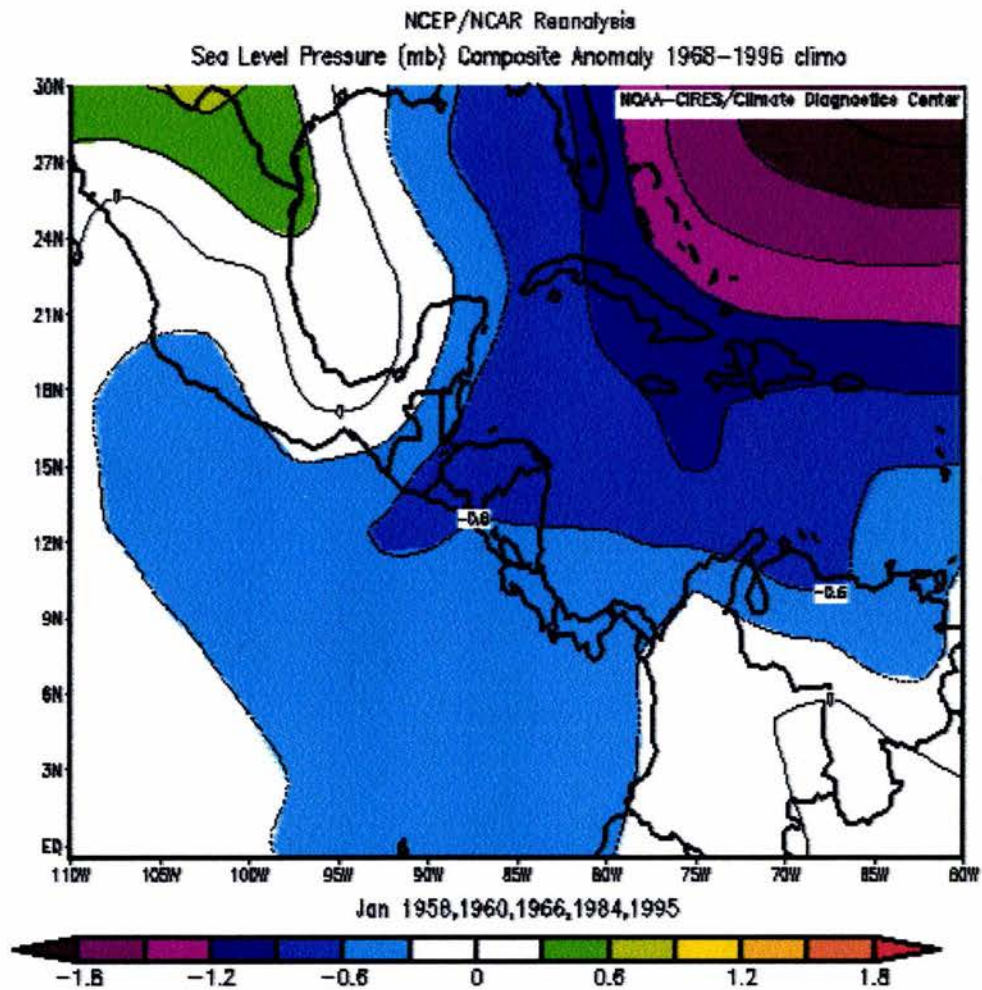 NCEP/NCAR Reanalysis
Sea Level Pressure (mb) Composite Anomaly 1968-1996 climo
NOAA-CIRES/Climate Diagnostics Center
30N
27N
24N
21N
18N
15N
12N
9N
6N
3N
EQ
0
0
0
0
-0.6
-0.6
110W 105W 100W 95W 90W 85W 80W 75W 70W 65W 60W
Jan 1958,1960,1966,1984,1995
-1.8 -1.2 -0.6 0 0.6 1.2 1.8